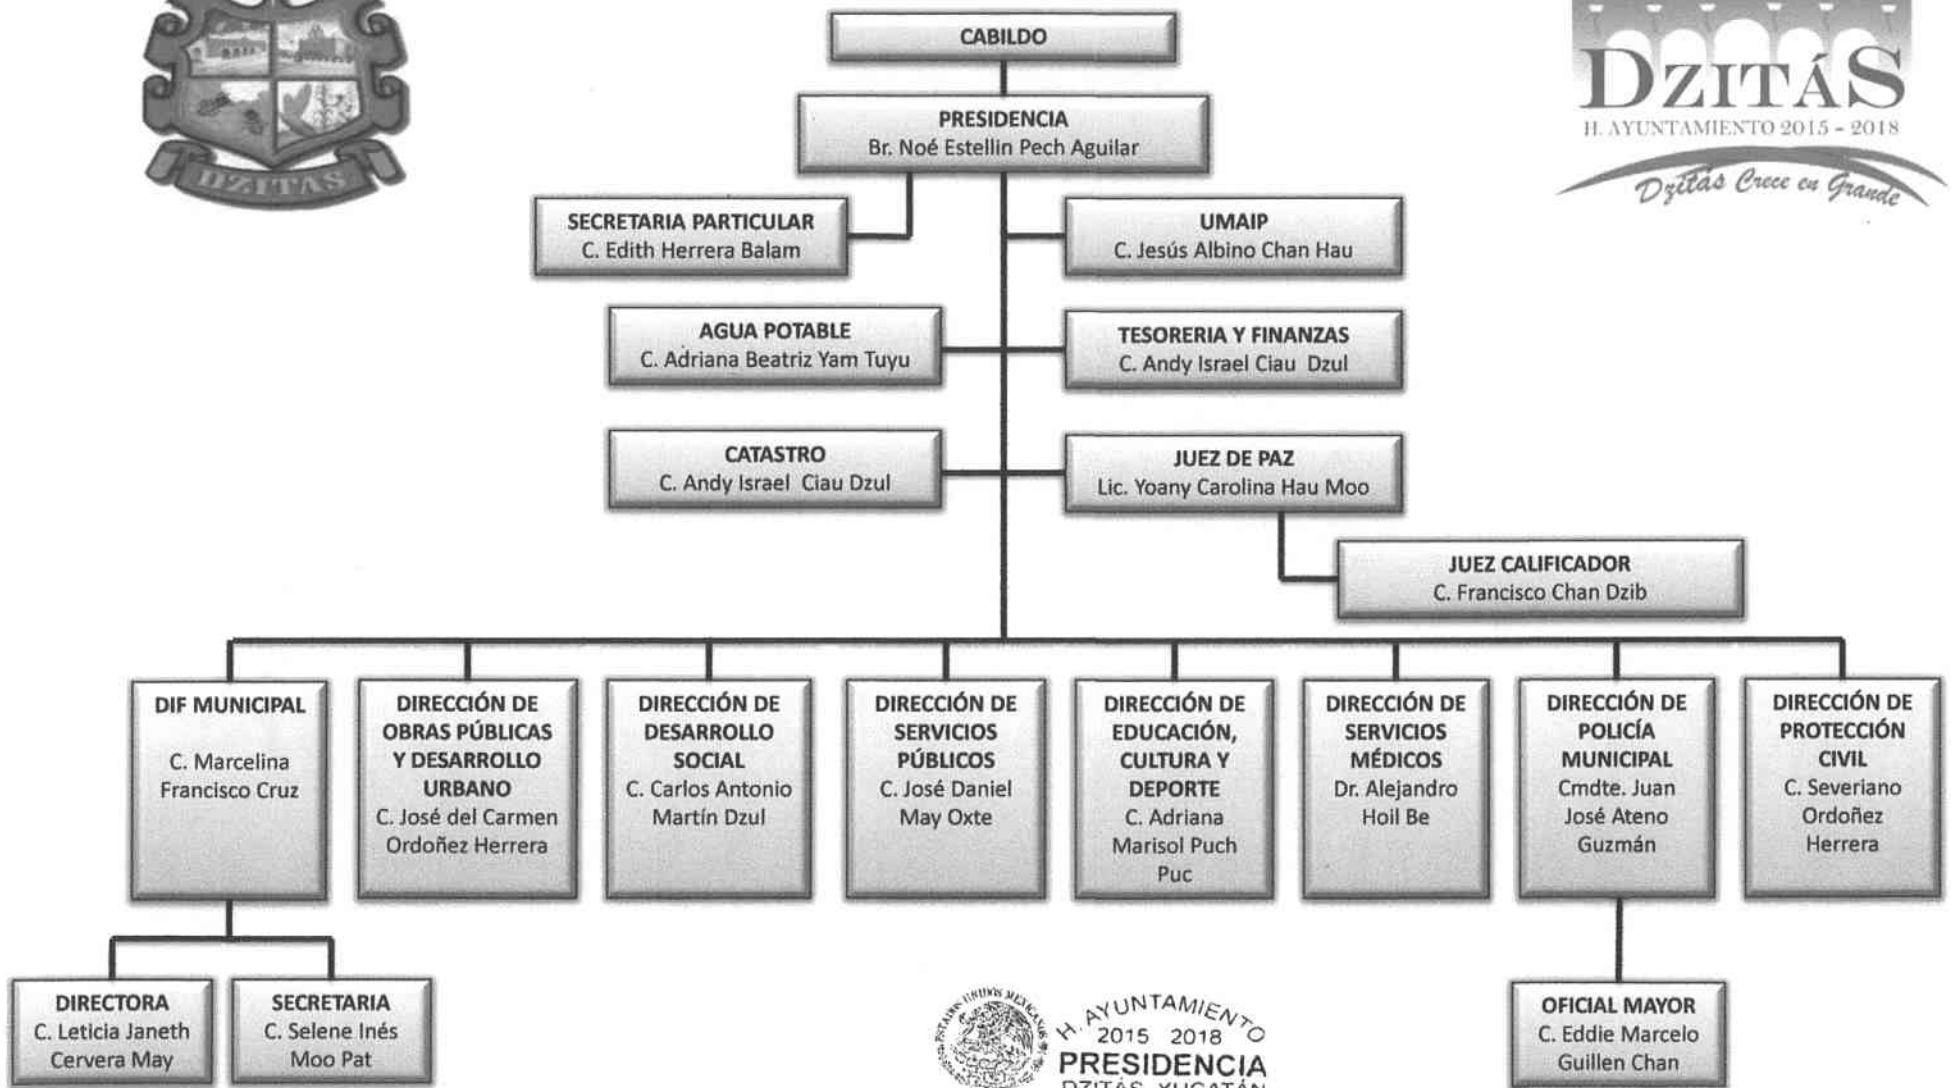 DZITAS
CABILDO
DZITÁS
H. AYUNTAMIENTO 2015 - 2018
Dzitás Crece en Grande
PRESIDENCIA
Br. Noé Estellin Pech Aguilar
SECRETARIA PARTICULAR
C. Edith Herrera Balam
UMAIP
C. Jesús Albino Chan Hau
AGUA POTABLE
C. Adriana Beatriz Yam Tuyu
TESORERIA Y FINANZAS
C. Andy Israel Ciau Dzul
CATASTRO
C. Andy Israel Ciau Dzul
JUEZ DE PAZ
Lic. Yoany Carolina Hau Moo
JUEZ CALIFICADOR
C. Francisco Chan Dzib
DIF MUNICIPAL
C. Marcelina
Francisco Cruz
DIRECCIÓN DE
OBRAS PÚBLICAS
Y DESARROLLO
URBANO
C. José del Carmen
Ordoñez Herrera
DIRECCIÓN DE
DESARROLLO
SOCIAL
C. Carlos Antonio
Martín Dzul
DIRECCIÓN DE
SERVICIOS
PÚBLICOS
C. José Daniel
May Oxte
DIRECCIÓN DE
EDUCACIÓN,
CULTURA Y
DEPORTE
C. Adriana
Marisol Puch
Puc
DIRECCIÓN DE
SERVICIOS
MÉDICOS
Dr. Alejandro
Hoil Be
DIRECCIÓN DE
POLICÍA
MUNICIPAL
Cmdte. Juan
José Ateno
Guzmán
DIRECCIÓN DE
PROTECCIÓN
CIVIL
C. Severiano
Ordoñez
Herrera
DIRECTORA
C. Leticia Janeth
Cervera May
SECRETARIA
C. Selene Inés
Moo Pat
ESTADOS UNIDOS MEXICANOS
H. AYUNTAMIENTO
2015 2018
PRESIDENCIA
DZITÁS, YUCATÁN
OFICIAL MAYOR
C. Eddie Marcelo
Guillen Chan